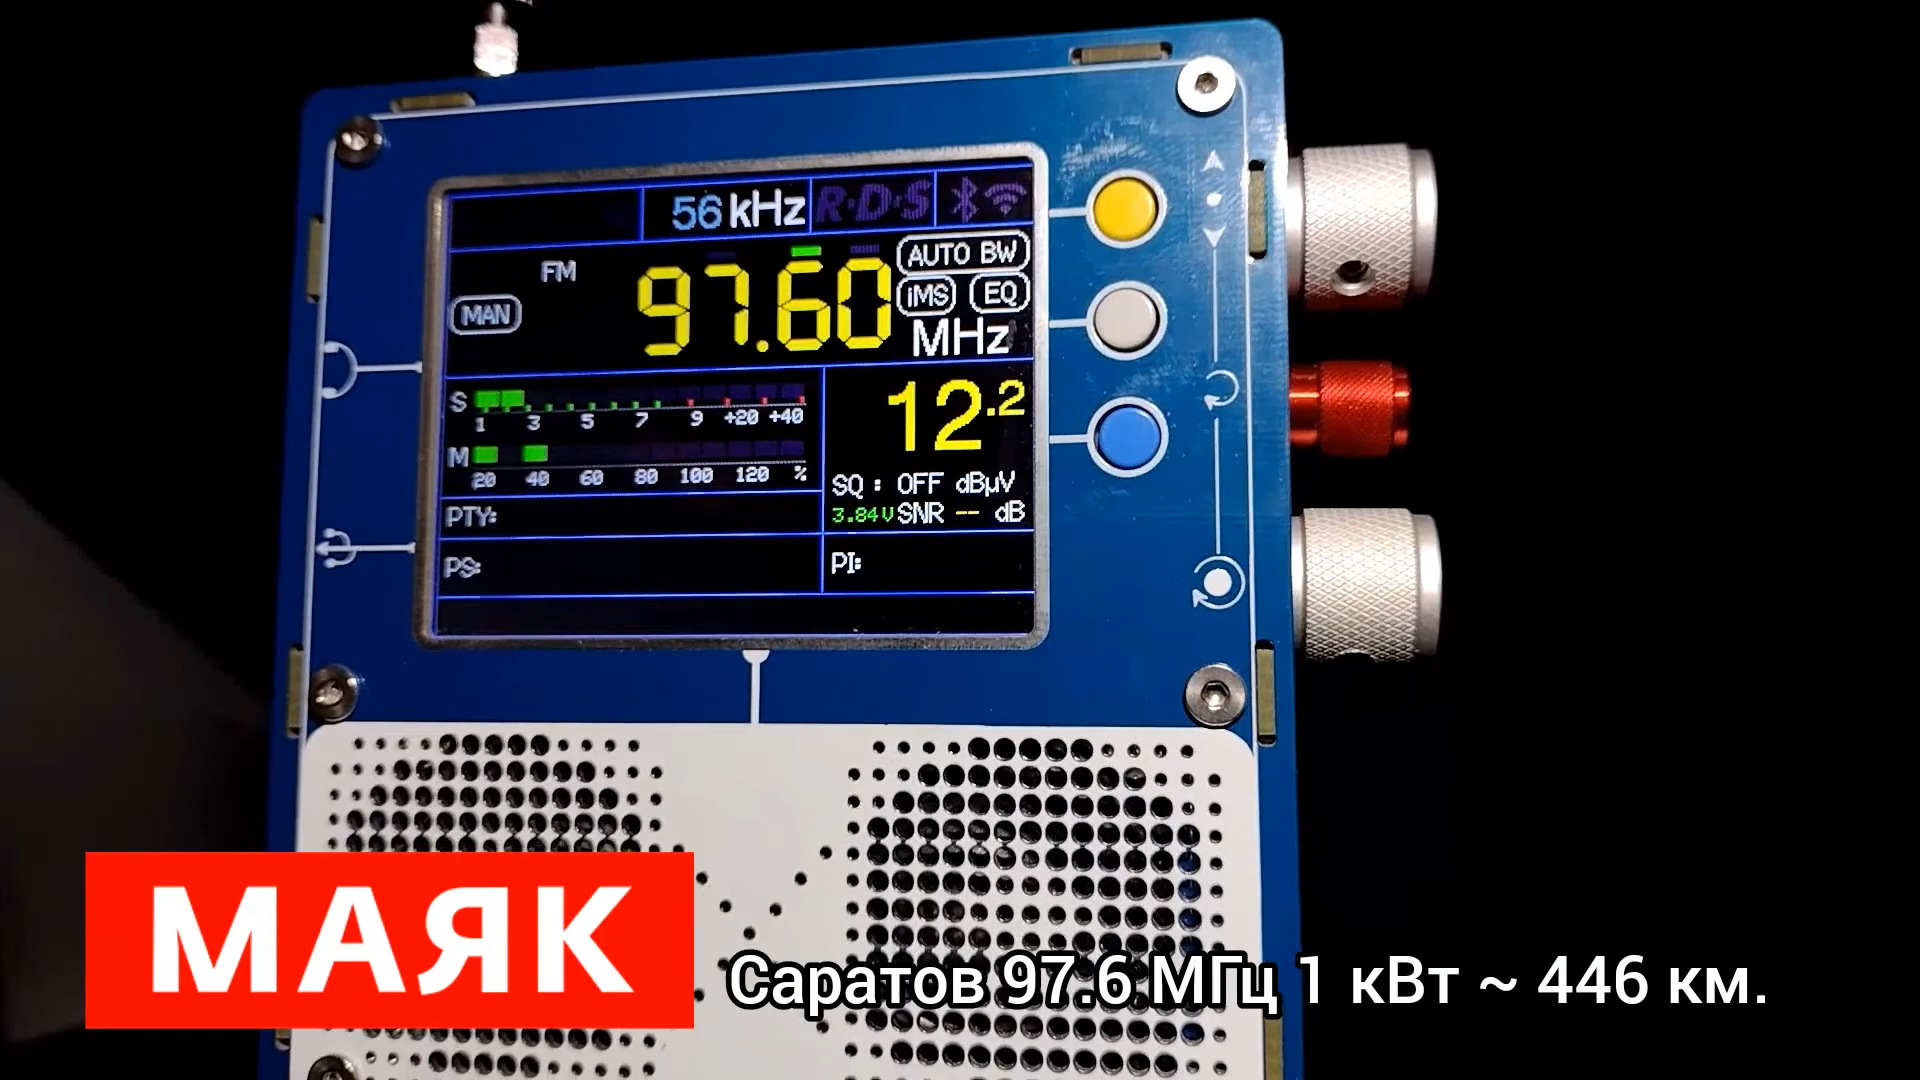 56 kHz R·D·S
FM 97.60 MHz
AUTO BW
MAN
iMS EQ
S 1 3 5 7 9 +20 +40
M 20 40 60 80 100 120 %
12.2
SQ: OFF dBµV
3.84V SNR -- dB
PTY:
PS:
PI:
МАЯК
Саратов 97.6 МГц 1 кВт ~ 446 км.